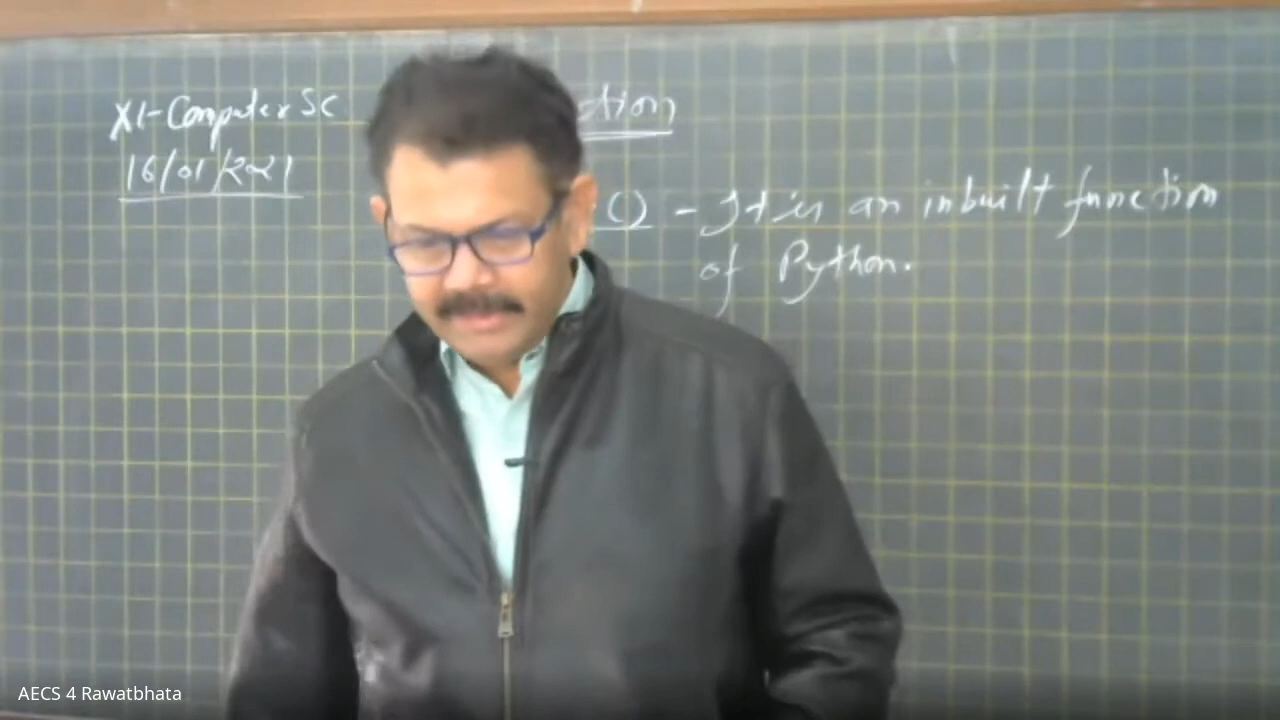 XI-Computer SC
16/01/2021
ction
() - It is an inbuilt function
of Python.
AECS 4 Rawatbhata